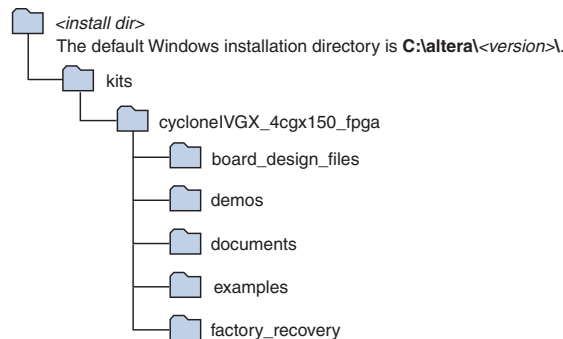 <install dir>
The default Windows installation directory is C:\altera\<version>\.
kits
cycloneIVGX_4cgx150_fpga
board_design_files
demos
documents
examples
factory_recovery